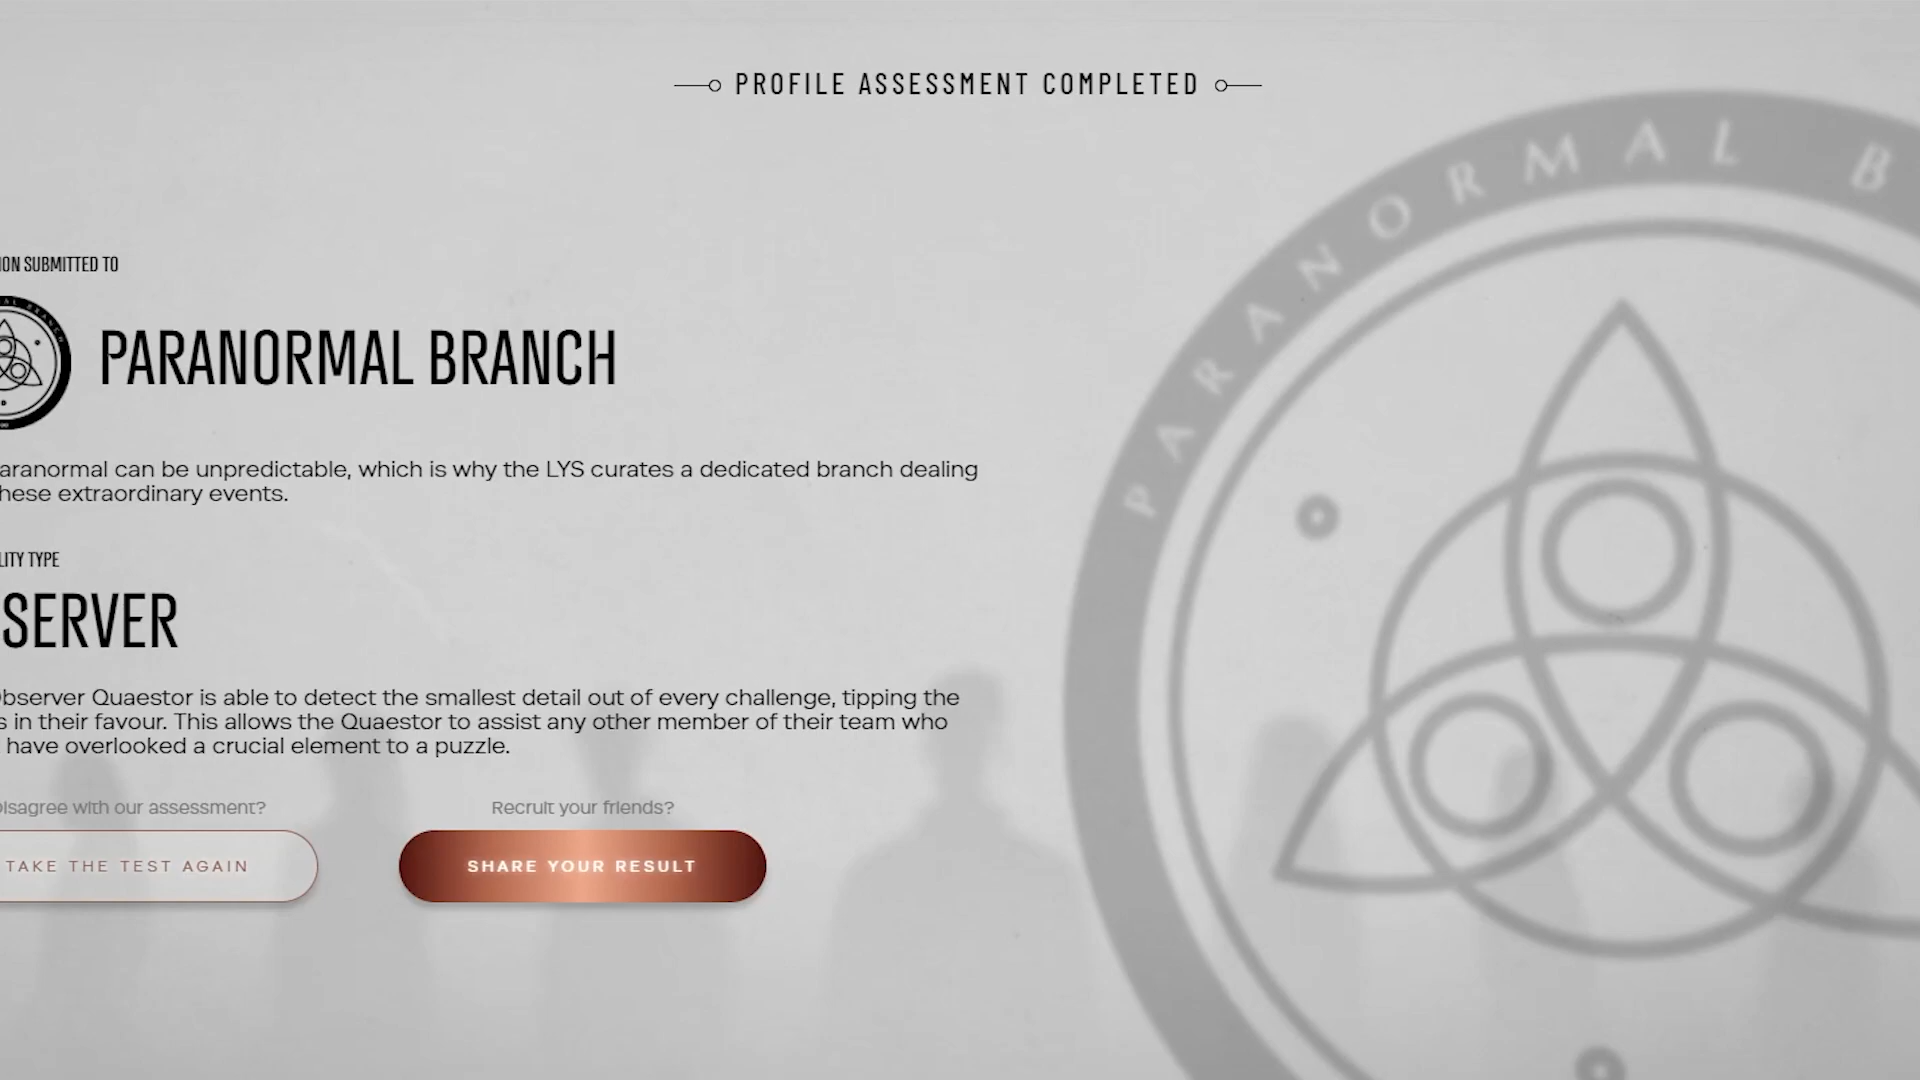 PROFILE ASSESSMENT COMPLETED
PARANORMAL B
ON SUBMITTED TO
PARANORMAL BRANCH
aranormal can be unpredictable, which is why the LYS curates a dedicated branch dealing
hese extraordinary events.
LITY TYPE
SERVER
bserver Quaestor is able to detect the smallest detail out of every challenge, tipping the
s in their favour. This allows the Quaestor to assist any other member of their team who
have overlooked a crucial element to a puzzle.
isagree with our assessment?
Recruit your friends?
TAKE THE TEST AGAIN
SHARE YOUR RESULT